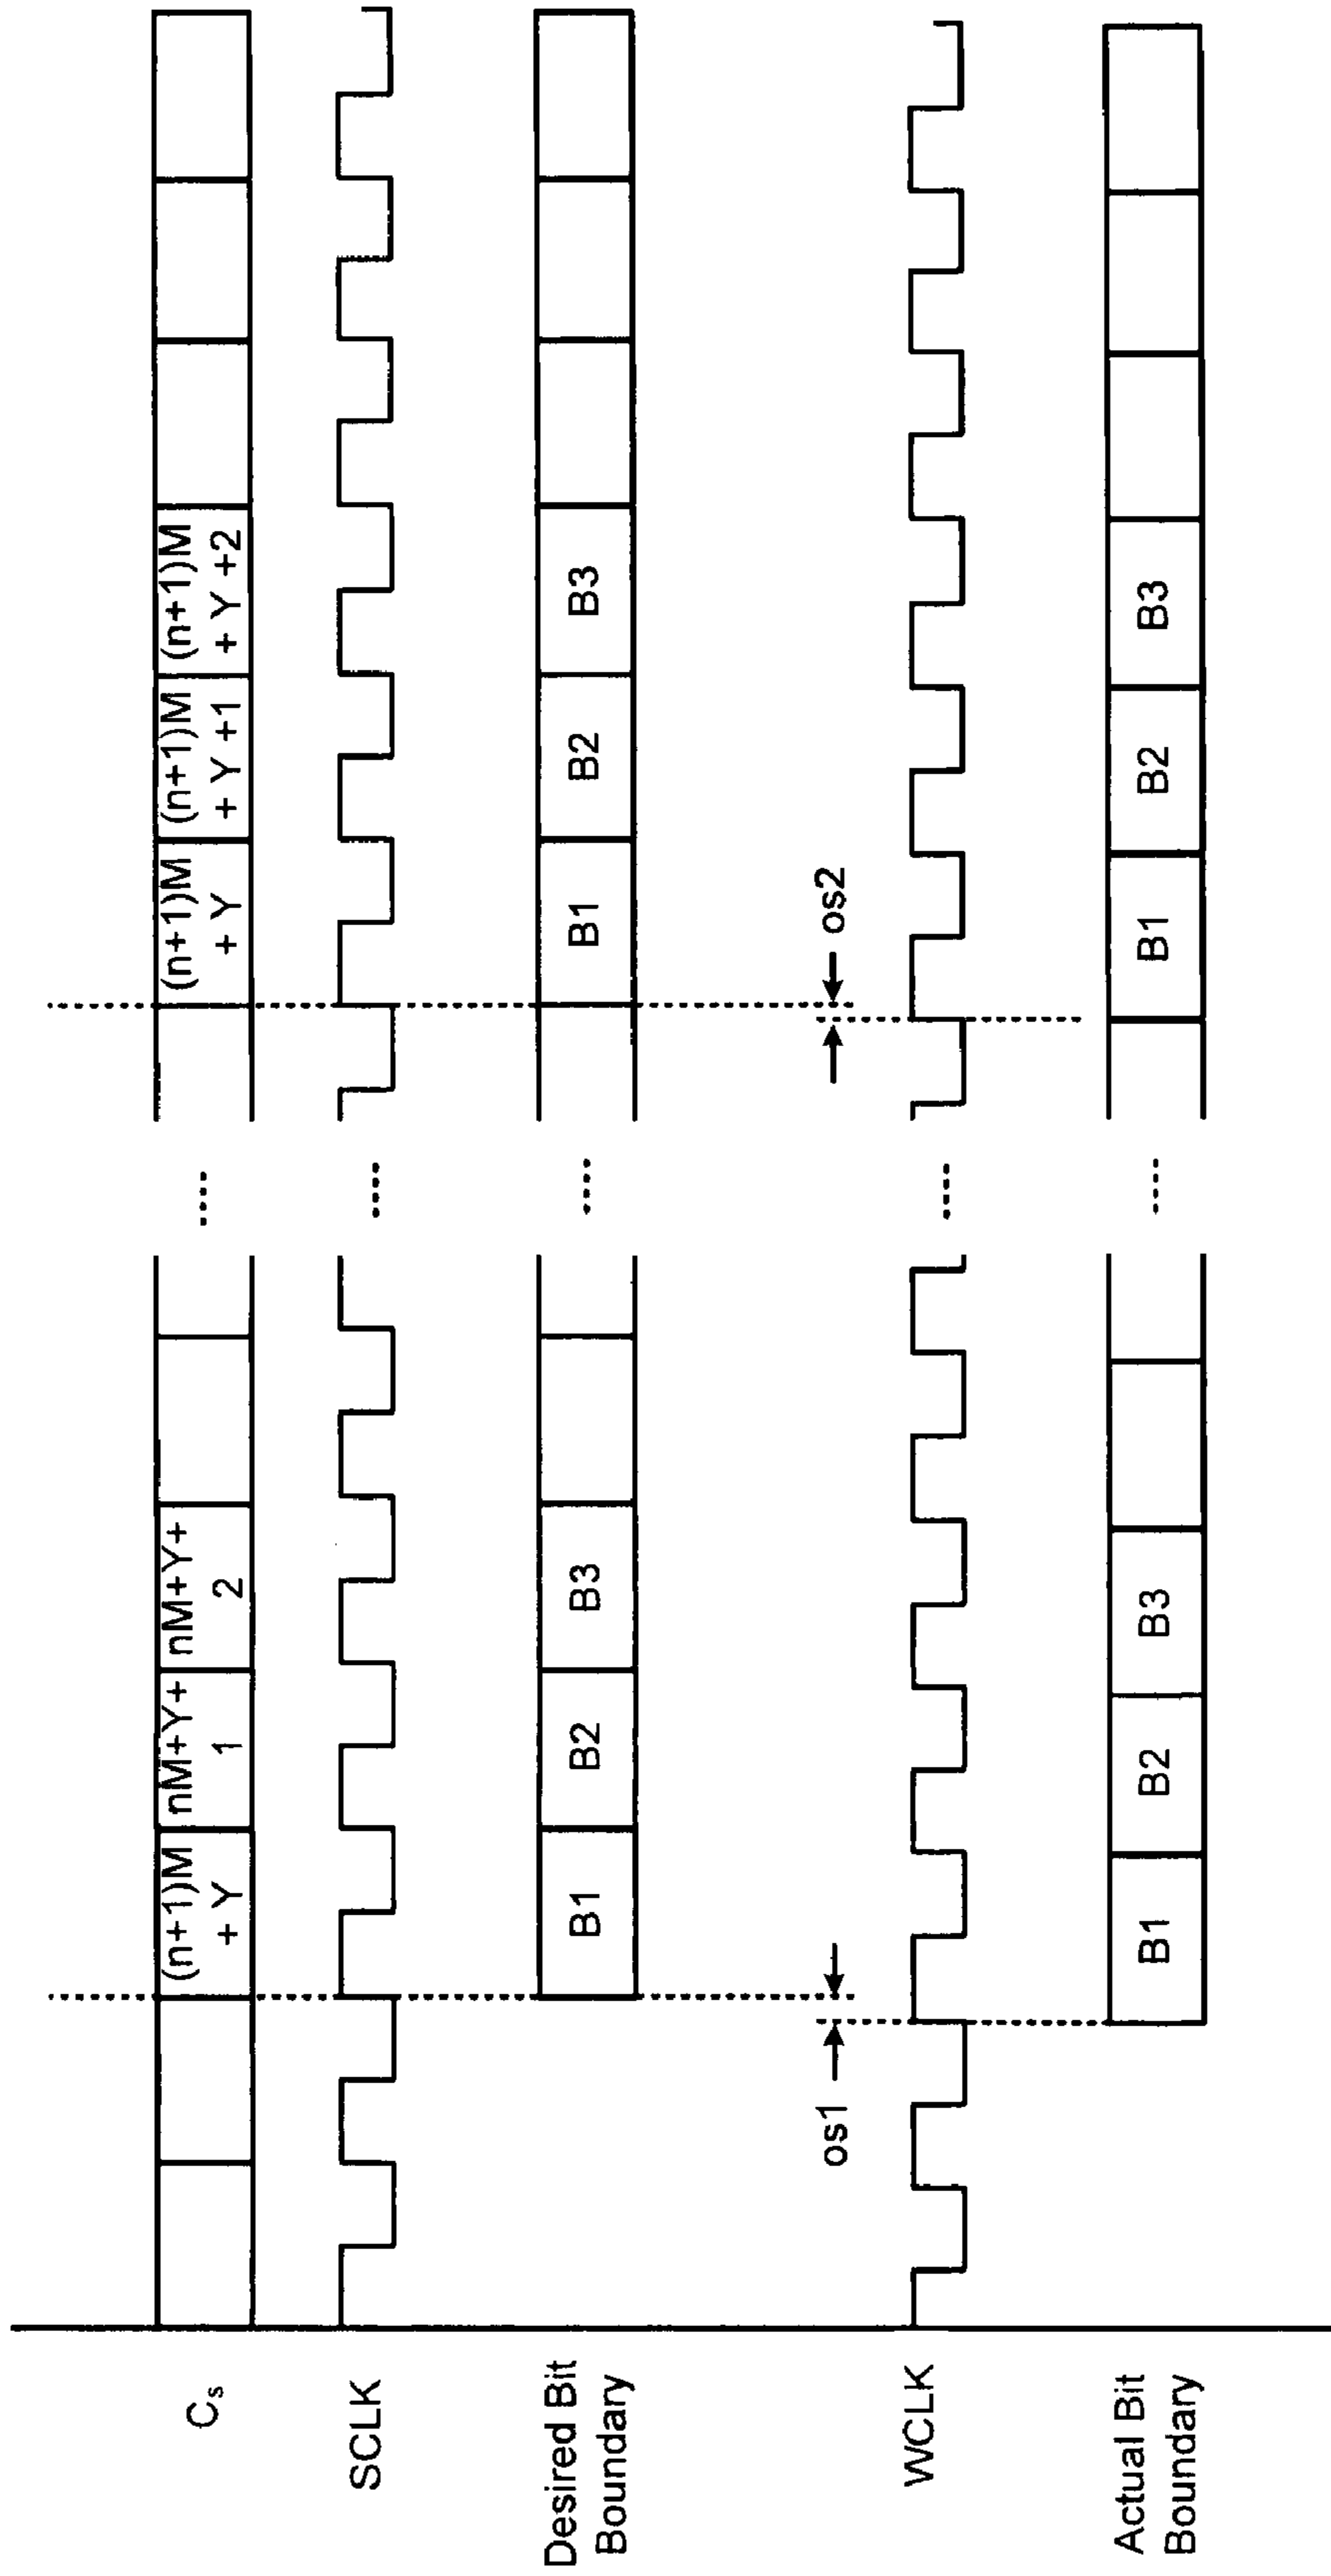 C_s
(n+1)M
+ Y
nM+Y+
1
nM+Y+
2
....
(n+1)M
+ Y
(n+1)M
+ Y +1
(n+1)M
+ Y +2
SCLK
....
Desired Bit
Boundary
B1
B2
B3
....
B1
B2
B3
os1
os2
WCLK
....
Actual Bit
Boundary
B1
B2
B3
....
B1
B2
B3